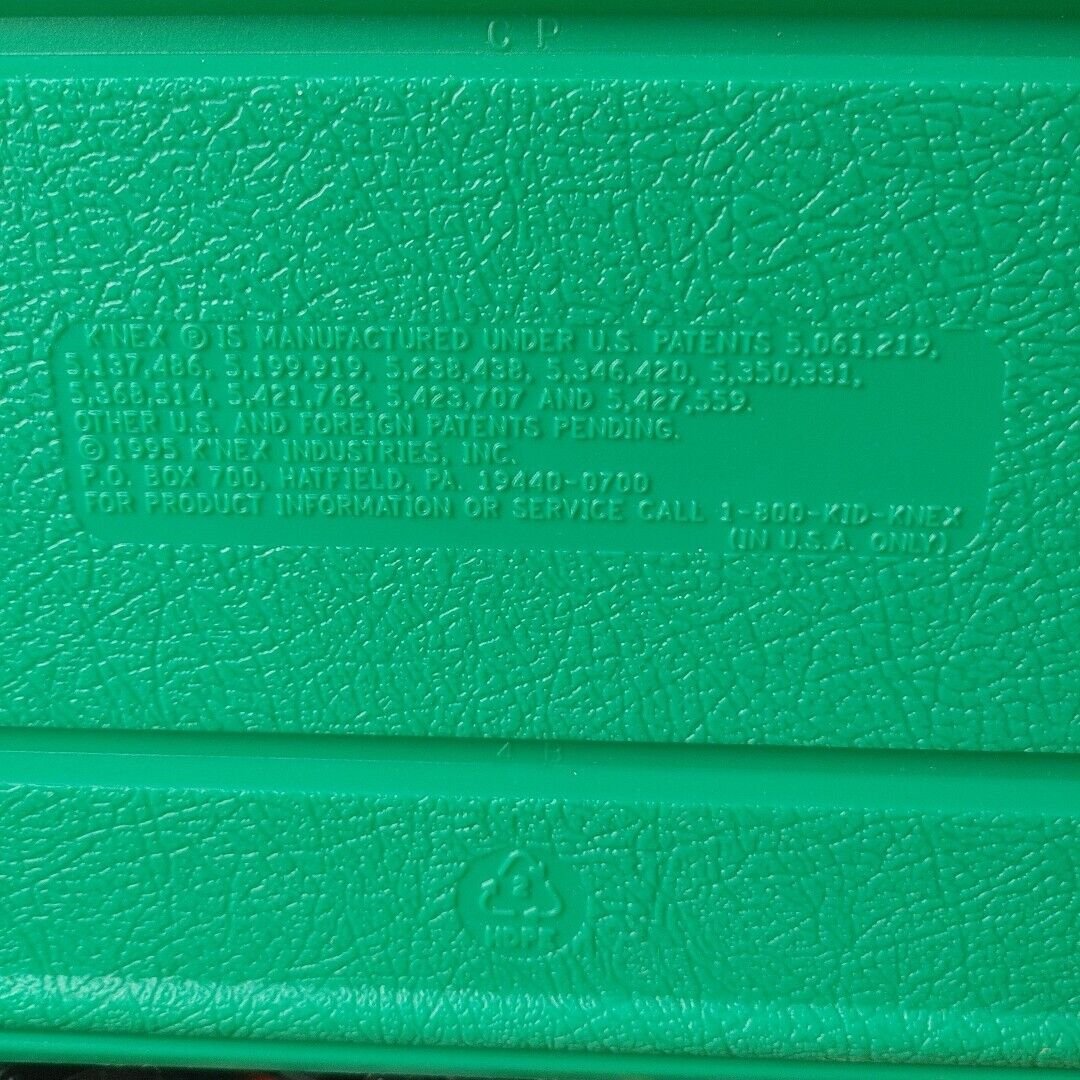 C P
K'NEX ® IS MANUFACTURED UNDER U.S. PATENTS 5,061,219,
5,137,486, 5,199,919, 5,238,438, 5,346,420, 5,350,331,
5,368,514, 5,421,762, 5,423,707 AND 5,427,559.
OTHER U.S. AND FOREIGN PATENTS PENDING.
© 1995 K'NEX INDUSTRIES, INC.
P.O. BOX 700, HATFIELD, PA. 19440-0700
FOR PRODUCT INFORMATION OR SERVICE CALL 1-800-KID-KNEX
(IN U.S.A. ONLY)
2
HDPE